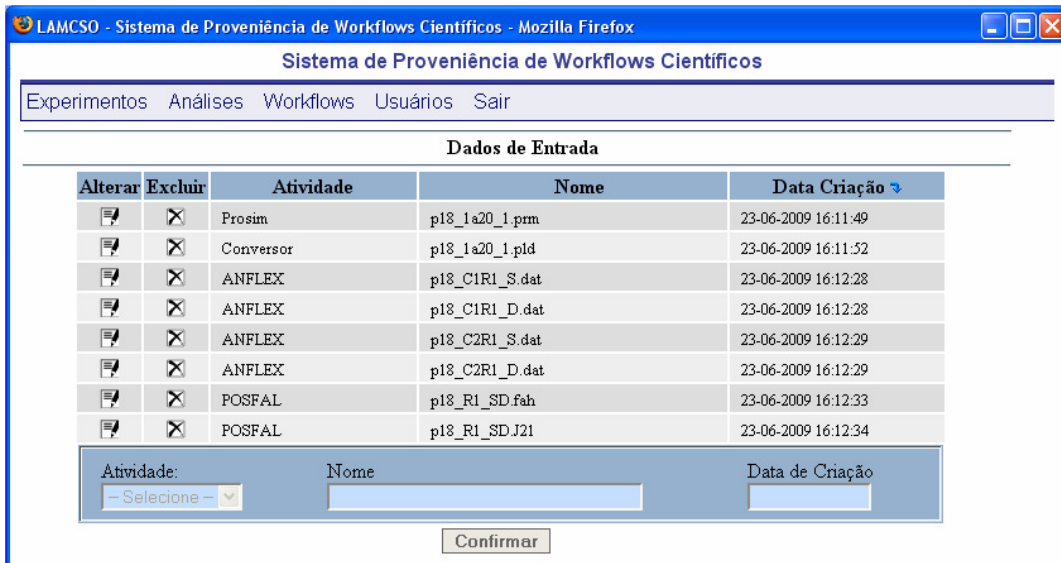 LAMCSO - Sistema de Proveniência de Workflows Científicos - Mozilla Firefox
Sistema de Proveniência de Workflows Científicos
Experimentos Análises Workflows Usuários Sair
Dados de Entrada
Alterar Excluir Atividade Nome Data Criação
Prosim p18_1a20_1.prm 23-06-2009 16:11:49
Conversor p18_1a20_1.pld 23-06-2009 16:11:52
ANFLEX p18_C1R1_S.dat 23-06-2009 16:12:28
ANFLEX p18_C1R1_D.dat 23-06-2009 16:12:28
ANFLEX p18_C2R1_S.dat 23-06-2009 16:12:29
ANFLEX p18_C2R1_D.dat 23-06-2009 16:12:29
POSFAL p18_R1_SD.fah 23-06-2009 16:12:33
POSFAL p18_R1_SD.J21 23-06-2009 16:12:34
Atividade: Nome Data de Criação
-- Selecione --
Confirmar